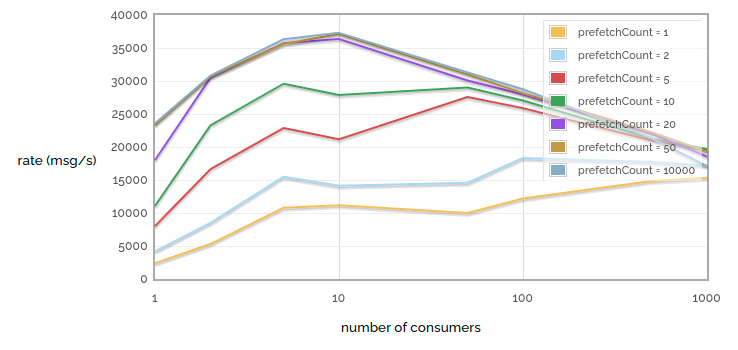 40000
35000
30000
25000
20000
15000
10000
5000
0
rate (msg/s)
prefetchCount = 1
prefetchCount = 2
prefetchCount = 5
prefetchCount = 10
prefetchCount = 20
prefetchCount = 50
prefetchCount = 10000
1
10
100
1000
number of consumers